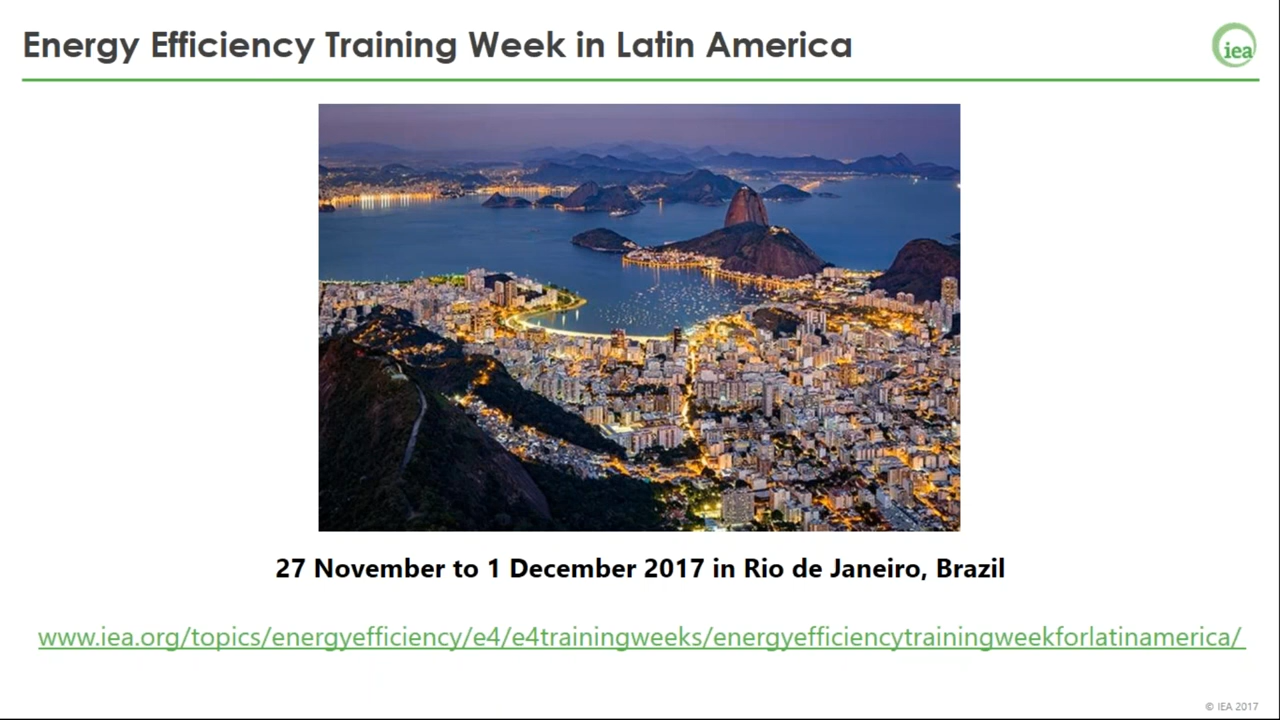 Energy Efficiency Training Week in Latin America
iea
27 November to 1 December 2017 in Rio de Janeiro, Brazil
www.iea.org/topics/energyefficiency/e4/e4trainingweeks/energyefficiencytrainingweekforlatinamerica/
© IEA 2017